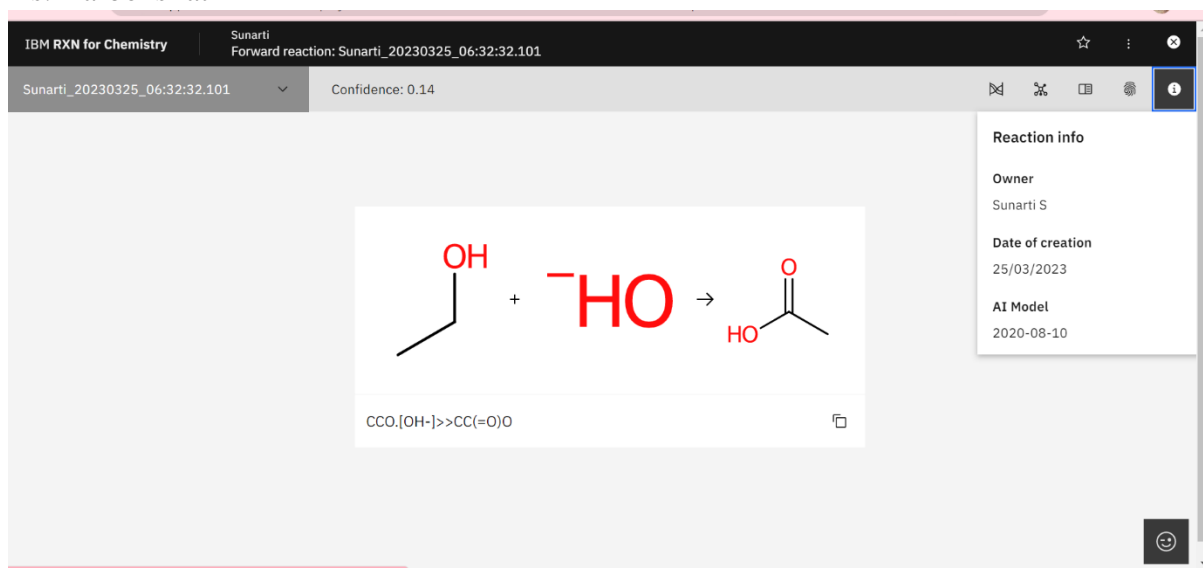 IBM RXN for Chemistry
Sunarti
Forward reaction: Sunarti_20230325_06:32:32.101
Sunarti_20230325_06:32:32.101
Confidence: 0.14
Reaction info
Owner
Sunarti S
Date of creation
25/03/2023
AI Model
2020-08-10
OH
+
−HO
→
O
HO
CCO.[OH-]>>CC(=O)O